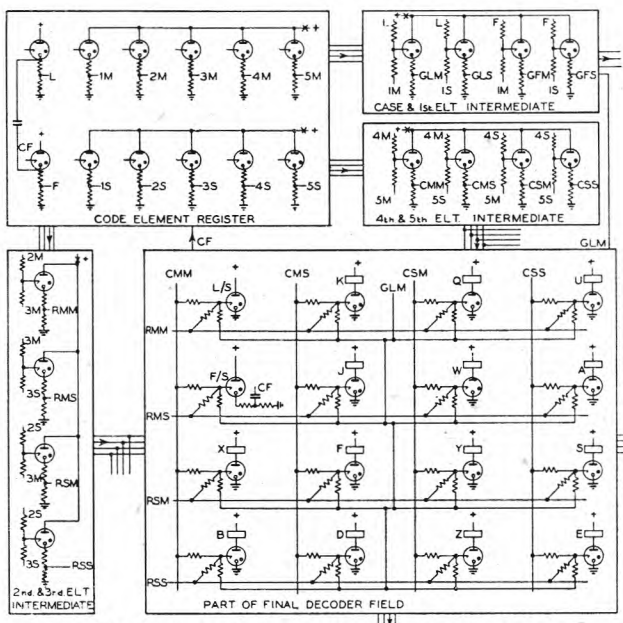 L 1M 2M 3M 4M 5M
CF
F 1S 2S 3S 4S 5S
CODE ELEMENT REGISTER
L L F F
GLM GLS GFM GFS
1M 1S 1M 1S
CASE & 1st. ELT INTERMEDIATE
4M 4M 4S 4S
CMM CMS CSM CSS
5M 5S 5M 5S
4th & 5th ELT. INTERMEDIATE
CF
GLM
2M
3M RMM
3M
3S RMS
2S
3M RSM
2S
3S RSS
2nd. & 3rd. ELT
INTERMEDIATE
CMM CMS CSM CSS
L/S K GLM Q U
RMM
F/S CF J W A
RMS
X F Y S
RSM
B D Z E
RSS
PART OF FINAL DECODER FIELD